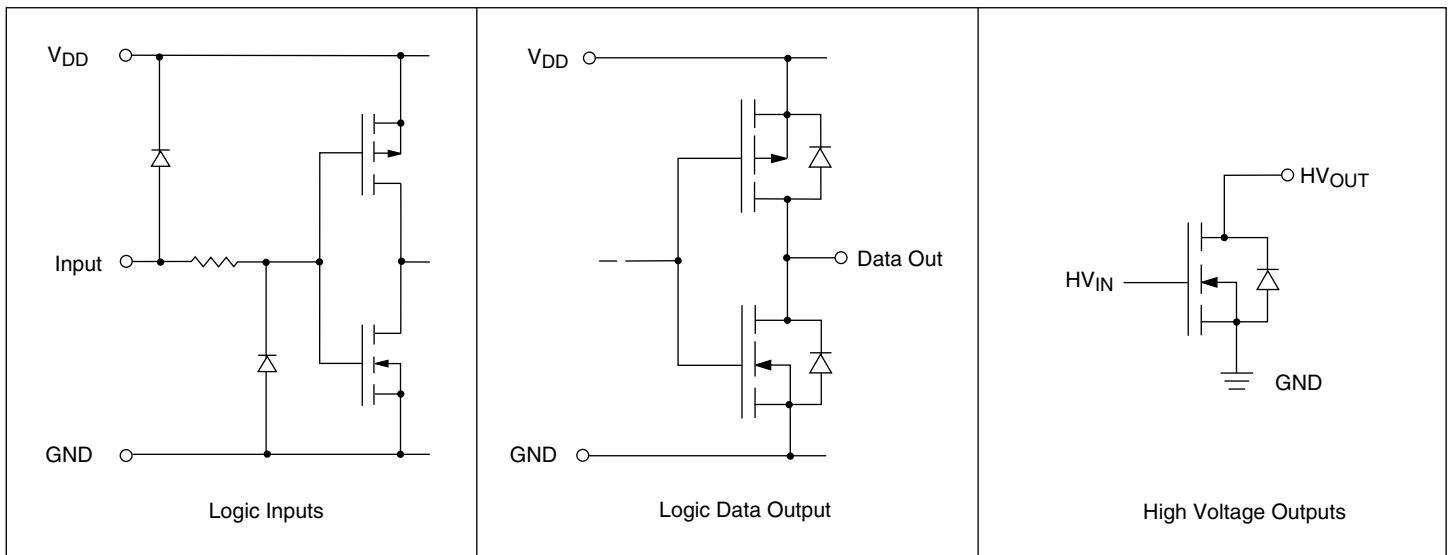 VDD
Input
GND
Logic Inputs
VDD
Data Out
GND
Logic Data Output
HVOUT
HVIN
GND
High Voltage Outputs